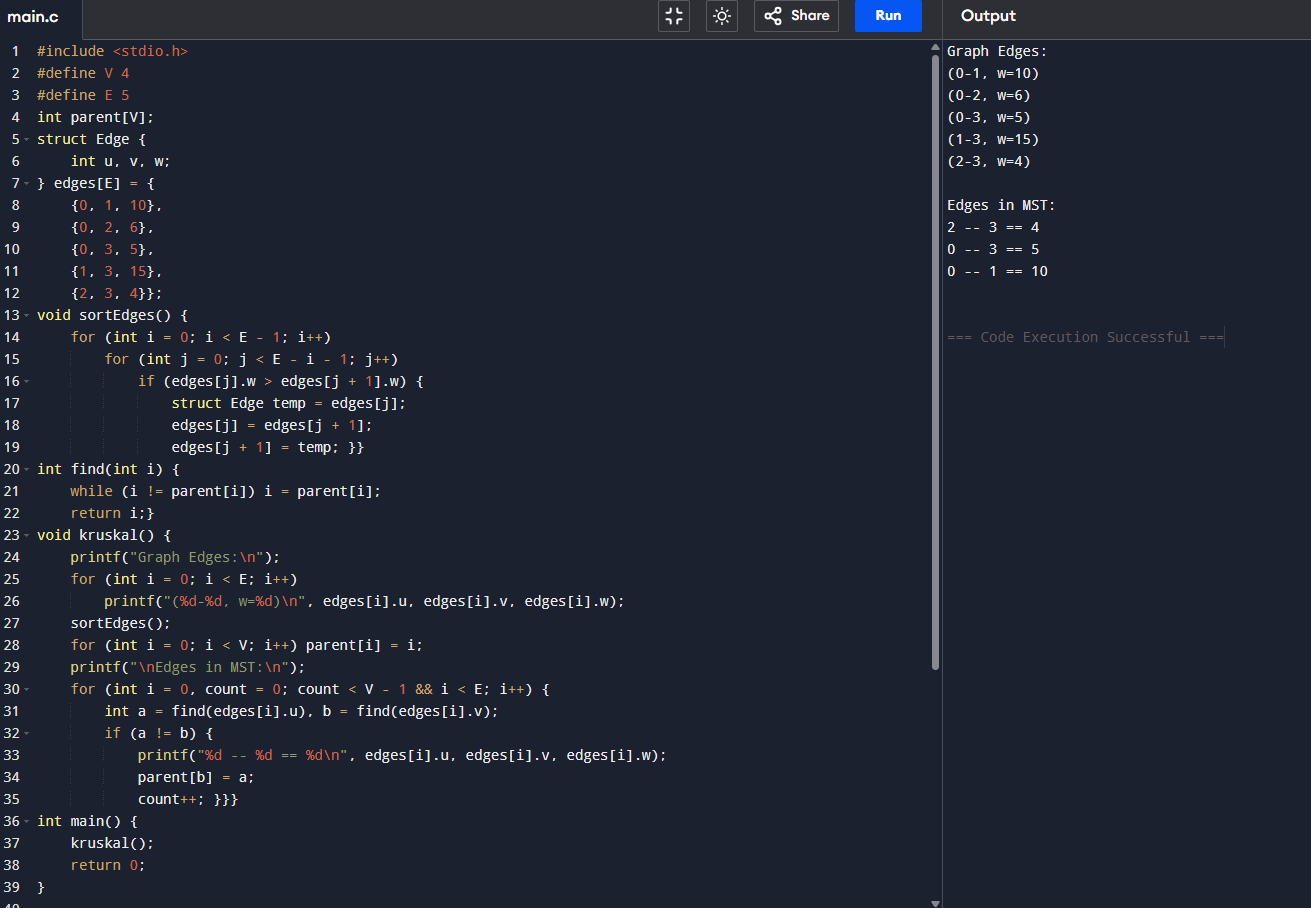 main.c
Share
Run
Output
1 #include <stdio.h>
2 #define V 4
3 #define E 5
4 int parent[V];
5 struct Edge {
6     int u, v, w;
7 } edges[E] = {
8     {0, 1, 10},
9     {0, 2, 6},
10     {0, 3, 5},
11     {1, 3, 15},
12     {2, 3, 4}};
13 void sortEdges() {
14     for (int i = 0; i < E - 1; i++)
15         for (int j = 0; j < E - i - 1; j++)
16             if (edges[j].w > edges[j + 1].w) {
17                 struct Edge temp = edges[j];
18                 edges[j] = edges[j + 1];
19                 edges[j + 1] = temp; }}
20 int find(int i) {
21     while (i != parent[i]) i = parent[i];
22     return i;}
23 void kruskal() {
24     printf("Graph Edges:\n");
25     for (int i = 0; i < E; i++)
26         printf("(%d-%d, w=%d)\n", edges[i].u, edges[i].v, edges[i].w);
27     sortEdges();
28     for (int i = 0; i < V; i++) parent[i] = i;
29     printf("\nEdges in MST:\n");
30     for (int i = 0, count = 0; count < V - 1 && i < E; i++) {
31         int a = find(edges[i].u), b = find(edges[i].v);
32         if (a != b) {
33             printf("%d -- %d == %d\n", edges[i].u, edges[i].v, edges[i].w);
34             parent[b] = a;
35             count++; }}}
36 int main() {
37     kruskal();
38     return 0;
39 }
40
Graph Edges:
(0-1, w=10)
(0-2, w=6)
(0-3, w=5)
(1-3, w=15)
(2-3, w=4)
Edges in MST:
2 -- 3 == 4
0 -- 3 == 5
0 -- 1 == 10
=== Code Execution Successful ===